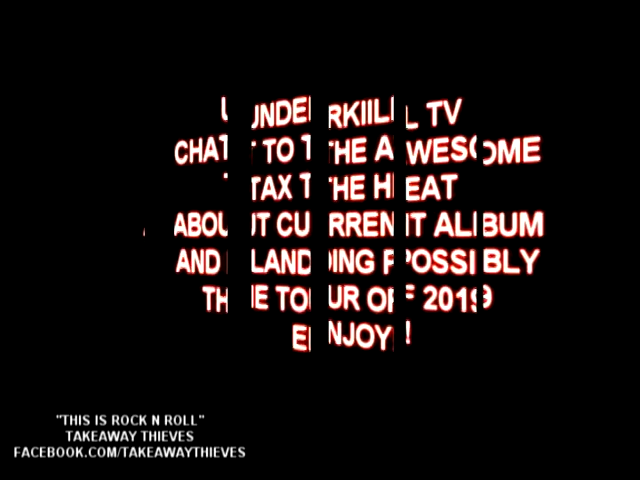 UNDERKIILL TV
CHAT TO THE AWESOME
TAX THE HEAT
ABOUT CURRENT ALBUM
AND LANDING POSSIBLY
THE TOUR OF 2019
ENJOY!
"THIS IS ROCK N ROLL"
TAKEAWAY THIEVES
FACEBOOK.COM/TAKEAWAYTHIEVES